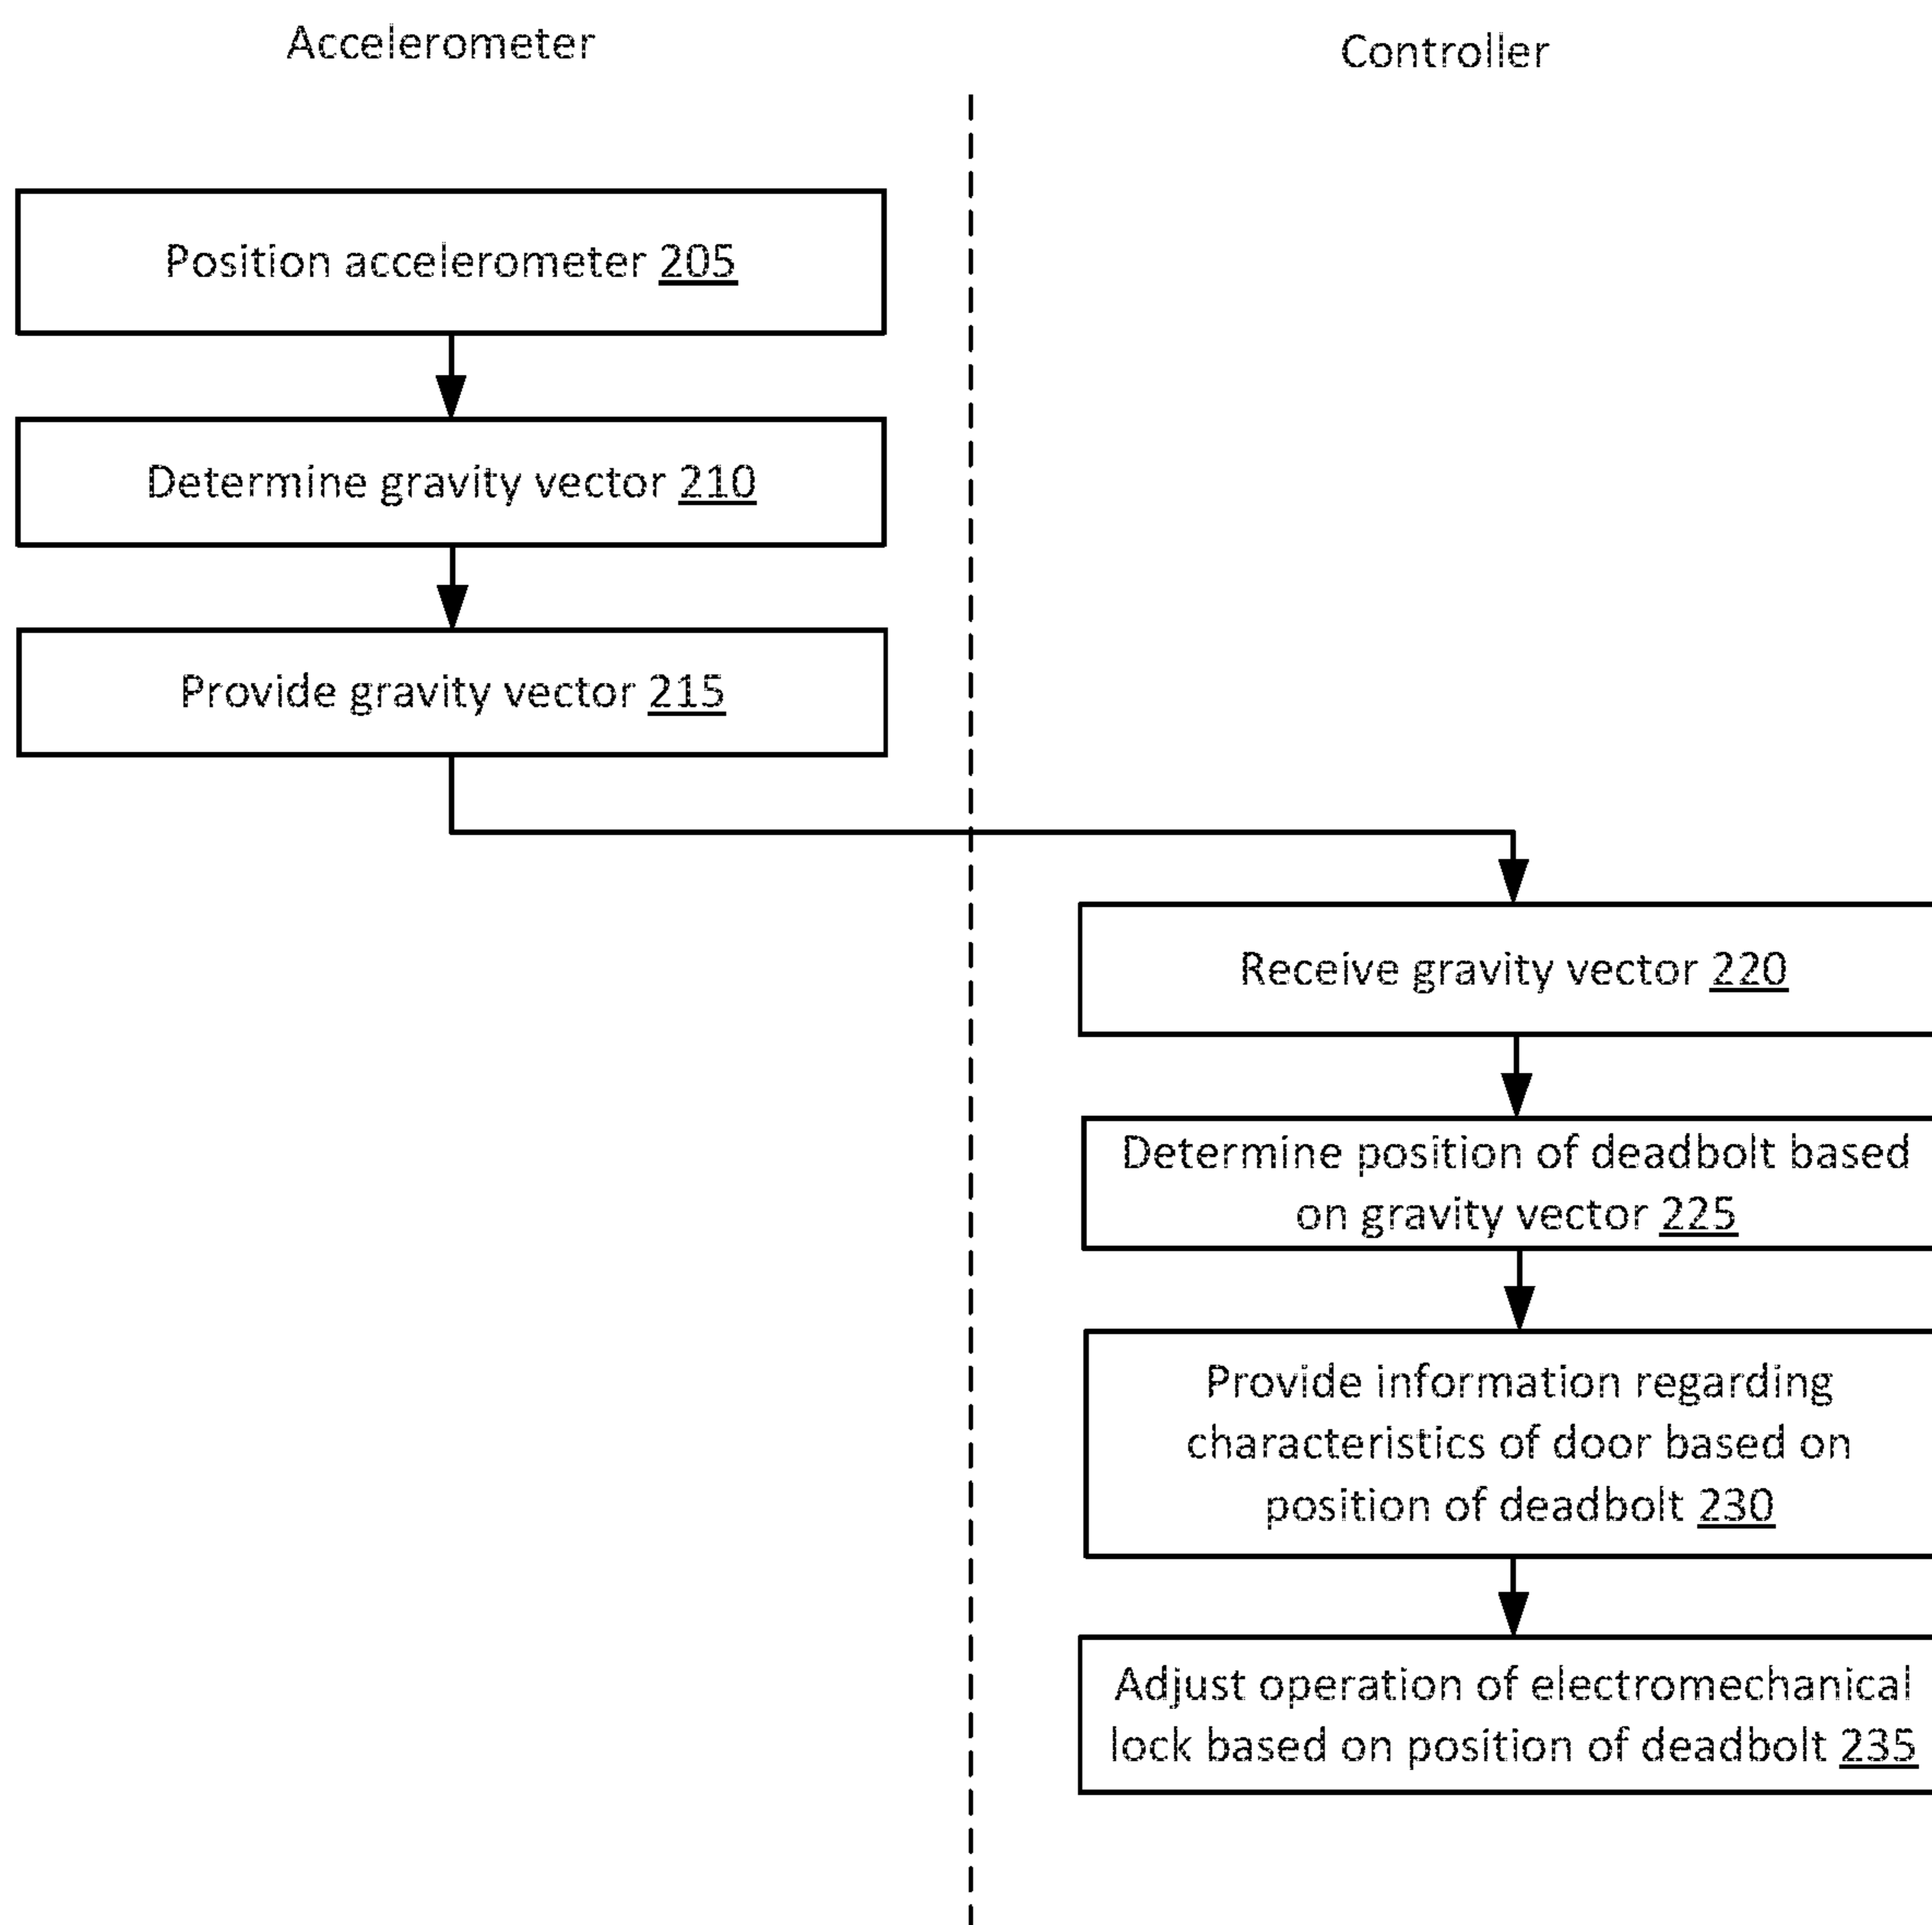 Accelerometer
Controller
Position accelerometer 205
Determine gravity vector 210
Provide gravity vector 215
Receive gravity vector 220
Determine position of deadbolt based
on gravity vector 225
Provide information regarding
characteristics of door based on
position of deadbolt 230
Adjust operation of electromechanical
lock based on position of deadbolt 235